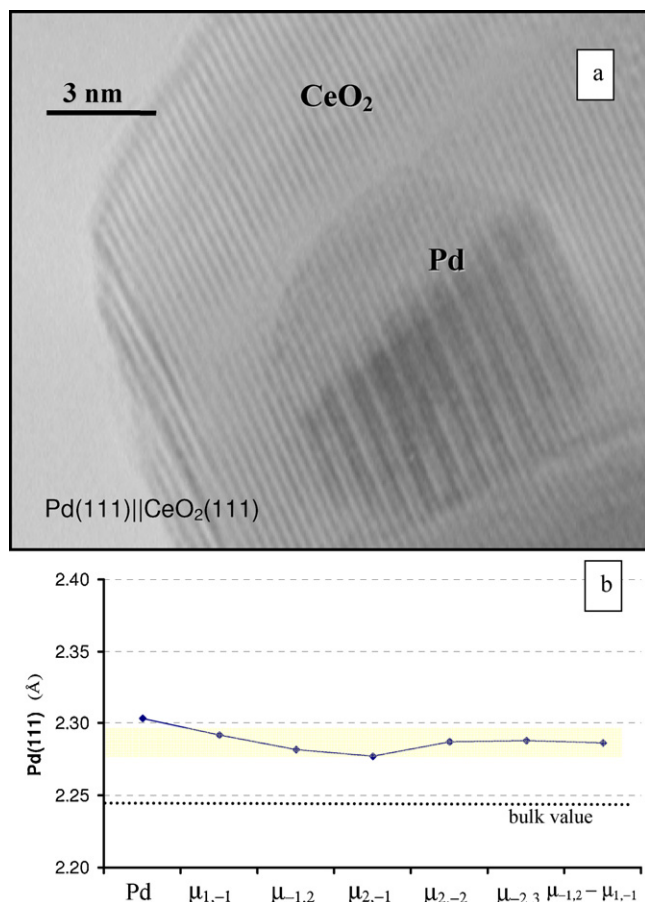 a
3 nm
CeO₂
Pd
Pd(111)||CeO₂(111)
b
2.40
2.35
2.30
2.25
2.20
Pd(111) (Å)
bulk value
Pd μ₁,₋₁ μ₋₁,₂ μ₂,₋₁ μ₂,₋₂ μ₋₂,₃ μ₋₁,₂ – μ₁,₋₁